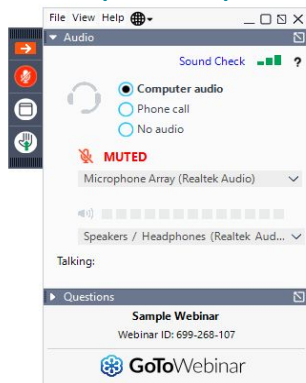 File View Help
Audio
Sound Check ?
Computer audio
Phone call
No audio
MUTED
Microphone Array (Realtek Audio)
Speakers / Headphones (Realtek Aud...
Talking:
Questions
Sample Webinar
Webinar ID: 699-268-107
GoToWebinar